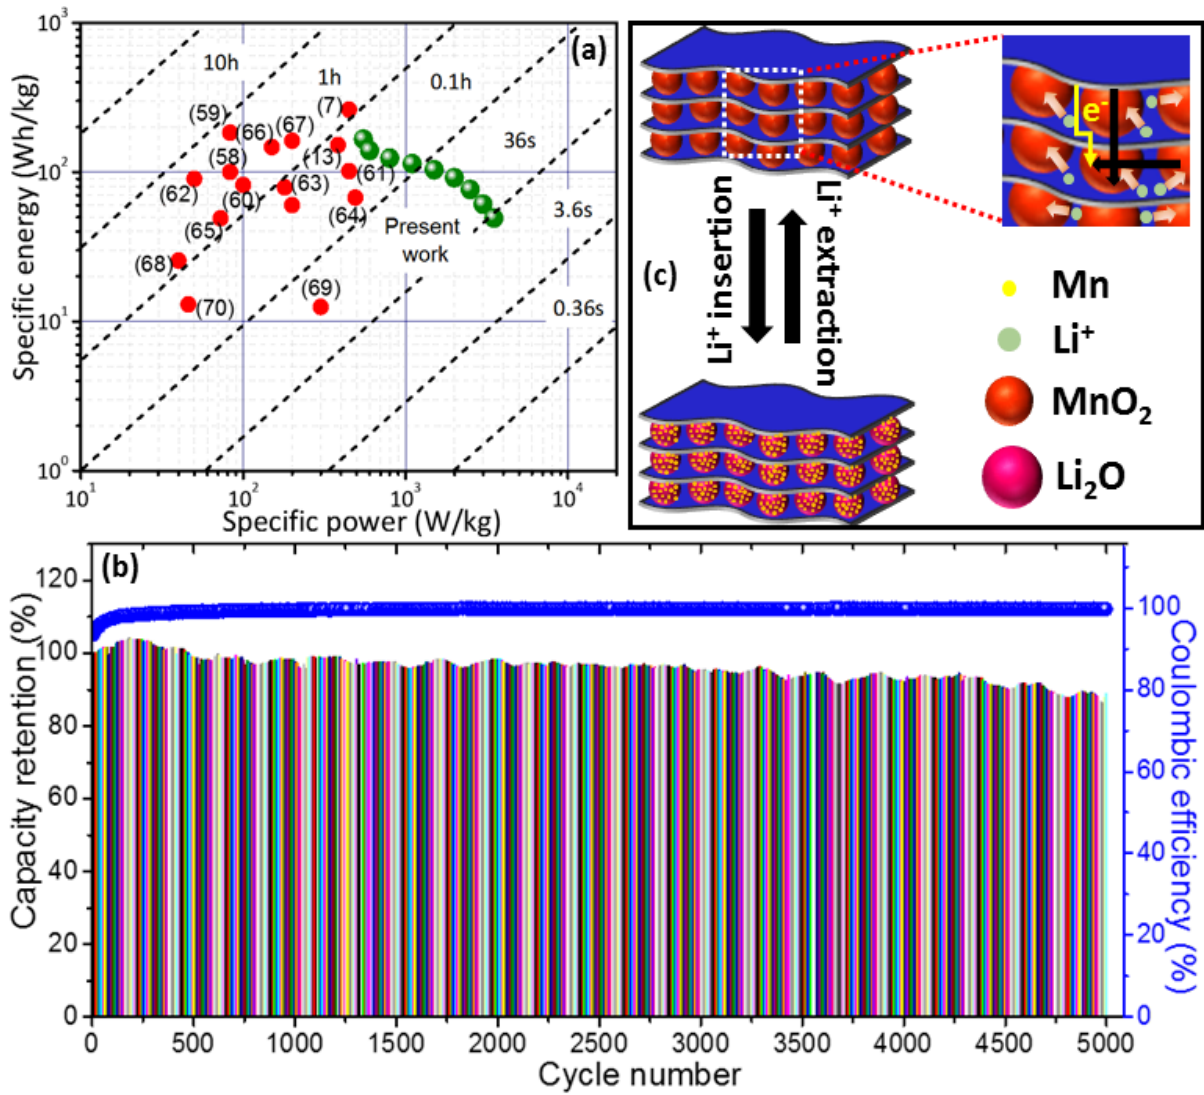 (a)
Specific energy (Wh/kg)
10³
10²
10¹
10⁰
10h
1h
0.1h
36s
3.6s
0.36s
(59)
(66)
(67)
(7)
(58)
(13)
(62)
(60)
(63)
(61)
(65)
(64)
(68)
(70)
(69)
Present
work
10¹
10²
10³
10⁴
Specific power (W/kg)
(c)
Li⁺ insertion
Li⁺ extraction
e⁻
Mn
Li⁺
MnO₂
Li₂O
(b)
Capacity retention (%)
120
100
80
60
40
20
0
100
80
60
40
20
0
Coulombic efficiency (%)
0
500
1000
1500
2000
2500
3000
3500
4000
4500
5000
Cycle number